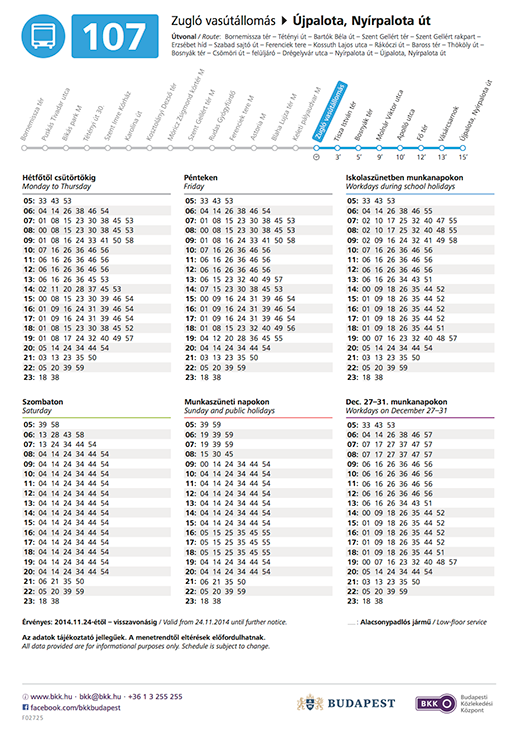 107
Zugló vasútállomás ▶ Újpalota, Nyírpalota út
Útvonal / Route: Bornemissza tér – Tétényi út – Bartók Béla út – Szent Gellért tér – Szent Gellért rakpart –
Erzsébet híd – Szabad sajtó út – Ferenciek tere – Kossuth Lajos utca – Rákóczi út – Baross tér – Thököly út –
Bosnyák tér – Csömöri út – felüljáró – Drégelyvár utca – Nyírpalota út – Újpalota, Nyírpalota út
Bornemissza tér
Puskás Tivadar utca
Bikás park M
Tétényi út 30.
Szent Imre Kórház
Karolina út
Kosztolányi Dezső tér
Móricz Zsigmond körtér M
Szent Gellért tér M
Rudas Gyógyfürdő
Ferenciek tere M
Astoria M
Blaha Lujza tér M
Keleti pályaudvar M
Zugló vasútállomás
Tisza István tér
Bosnyák tér
Molnár Viktor utca
Apolló utca
Fő tér
Vásárcsarnok
Újpalota, Nyírpalota út
3' 5' 9' 10' 12' 13' 15'
Hétfőtől csütörtökig
Monday to Thursday
05: 33 43 53
06: 04 14 26 38 46 54
07: 01 08 15 23 30 38 45 53
08: 00 08 15 23 30 38 45 53
09: 01 08 16 24 33 41 50 58
10: 07 16 26 36 46 56
11: 06 16 26 36 46 56
12: 06 16 26 36 46 56
13: 06 16 26 36 45 53
14: 02 11 20 28 37 45 53
15: 00 08 15 23 30 39 46 54
16: 01 09 16 24 31 39 46 54
17: 01 09 16 24 31 39 46 54
18: 01 08 15 23 30 38 45 52
19: 01 08 17 24 32 40 49 57
20: 05 14 24 34 44 54
21: 03 13 23 35 50
22: 05 20 39 59
23: 18 38
Pénteken
Friday
05: 33 43 53
06: 04 14 26 38 46 54
07: 01 08 15 23 30 38 45 53
08: 00 08 15 23 30 38 45 53
09: 01 08 16 24 33 41 50 58
10: 07 16 26 36 46 56
11: 06 16 26 36 46 56
12: 06 16 26 36 46 56
13: 06 15 23 32 40 49 57
14: 07 15 23 30 38 45 53
15: 00 09 16 24 31 39 46 54
16: 01 09 16 24 31 39 46 54
17: 01 09 16 24 31 39 46 54
18: 01 08 15 23 32 40 49 56
19: 04 12 20 28 36 45 55
20: 04 14 24 34 44 54
21: 03 13 23 35 50
22: 05 20 39 59
23: 18 38
Iskolaszünetben munkanapokon
Workdays during school holidays
05: 33 43 53
06: 04 14 26 38 46 55
07: 02 10 17 25 32 40 47 55
08: 02 10 17 25 32 40 48 55
09: 02 09 16 24 32 41 49 58
10: 07 16 26 36 46 56
11: 06 16 26 36 46 56
12: 06 16 26 36 46 56
13: 06 16 26 34 43 51
14: 00 09 18 26 35 44 52
15: 01 09 18 26 35 44 52
16: 01 09 18 26 35 44 52
17: 01 09 18 26 35 44 52
18: 01 09 18 26 35 44 51
19: 00 07 16 23 32 40 48 57
20: 05 14 24 34 44 54
21: 03 13 23 35 50
22: 05 20 39 59
23: 18 38
Szombaton
Saturday
05: 39 58
06: 13 28 43 58
07: 13 24 34 44 54
08: 04 14 24 34 44 54
09: 04 14 24 34 44 54
10: 04 14 24 34 44 54
11: 04 14 24 34 44 54
12: 04 14 24 34 44 54
13: 04 14 24 34 44 54
14: 04 14 24 34 44 54
15: 04 14 24 34 44 54
16: 04 14 24 34 44 54
17: 04 14 24 34 44 54
18: 04 14 24 34 44 54
19: 04 14 24 34 44 54
20: 04 14 24 34 44 54
21: 06 21 35 50
22: 05 20 39 59
23: 18 38
Munkaszüneti napokon
Sunday and public holidays
05: 39 59
06: 19 39 59
07: 19 39 59
08: 15 30 45
09: 00 14 24 34 44 54
10: 04 14 24 34 44 54
11: 04 14 24 34 44 54
12: 04 14 24 34 44 54
13: 04 14 24 34 44 54
14: 04 14 24 34 44 54
15: 04 14 24 34 44 54
16: 04 15 25 35 45 55
17: 05 15 25 35 45 55
18: 05 15 25 35 45 55
19: 05 15 25 34 44 54
20: 04 14 24 34 44 54
21: 06 21 35 50
22: 05 20 39 59
23: 18 38
Dec. 27–31. munkanapokon
Workdays on December 27–31
05: 33 43 53
06: 04 14 26 38 46 57
07: 07 17 27 37 47 57
08: 07 17 27 37 47 57
09: 06 16 26 36 46 56
10: 06 16 26 36 46 56
11: 06 16 26 36 46 56
12: 06 16 26 36 46 56
13: 06 16 26 34 43 51
14: 00 09 18 26 35 44 52
15: 01 09 18 26 35 44 52
16: 01 09 18 26 35 44 52
17: 01 09 18 26 35 44 52
18: 01 09 18 26 35 44 51
19: 00 07 16 23 32 40 48 57
20: 05 14 24 34 44 54
21: 03 13 23 35 50
22: 05 20 39 59
23: 18 38
Érvényes: 2014.11.24-étől – visszavonásig / Valid from 24.11.2014 until further notice.
..... : Alacsonypadlós jármű / Low-floor service
Az adatok tájékoztató jellegűek. A menetrendtől eltérések előfordulhatnak.
All data provided are for informational purposes only. Schedule is subject to change.
www.bkk.hu · bkk@bkk.hu · +36 1 3 255 255
facebook.com/bkkbudapest
F02725
BUDAPEST
BKK
Budapesti
Közlekedési
Központ